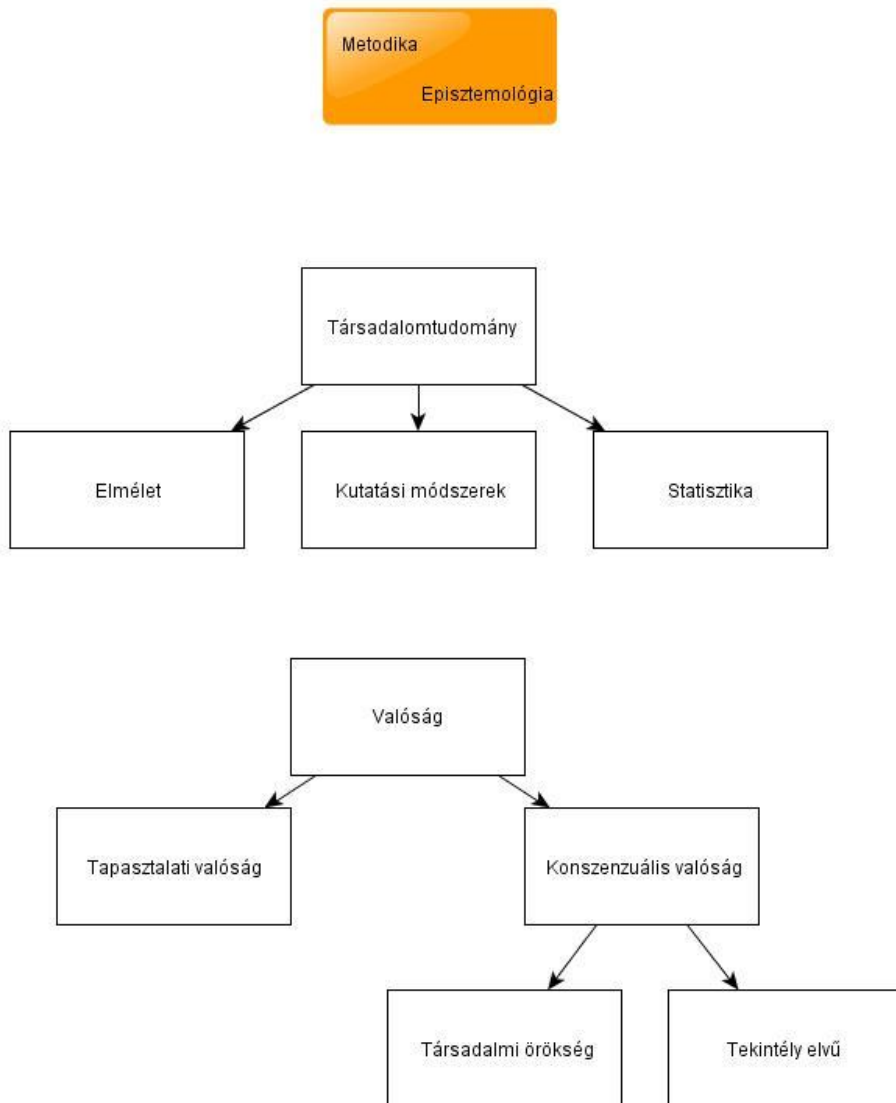 Metodika
Episztemológia
Társadalomtudomány
Elmélet
Kutatási módszerek
Statisztika
Valóság
Tapasztalati valóság
Konszenzuális valóság
Társadalmi örökség
Tekintély elvű